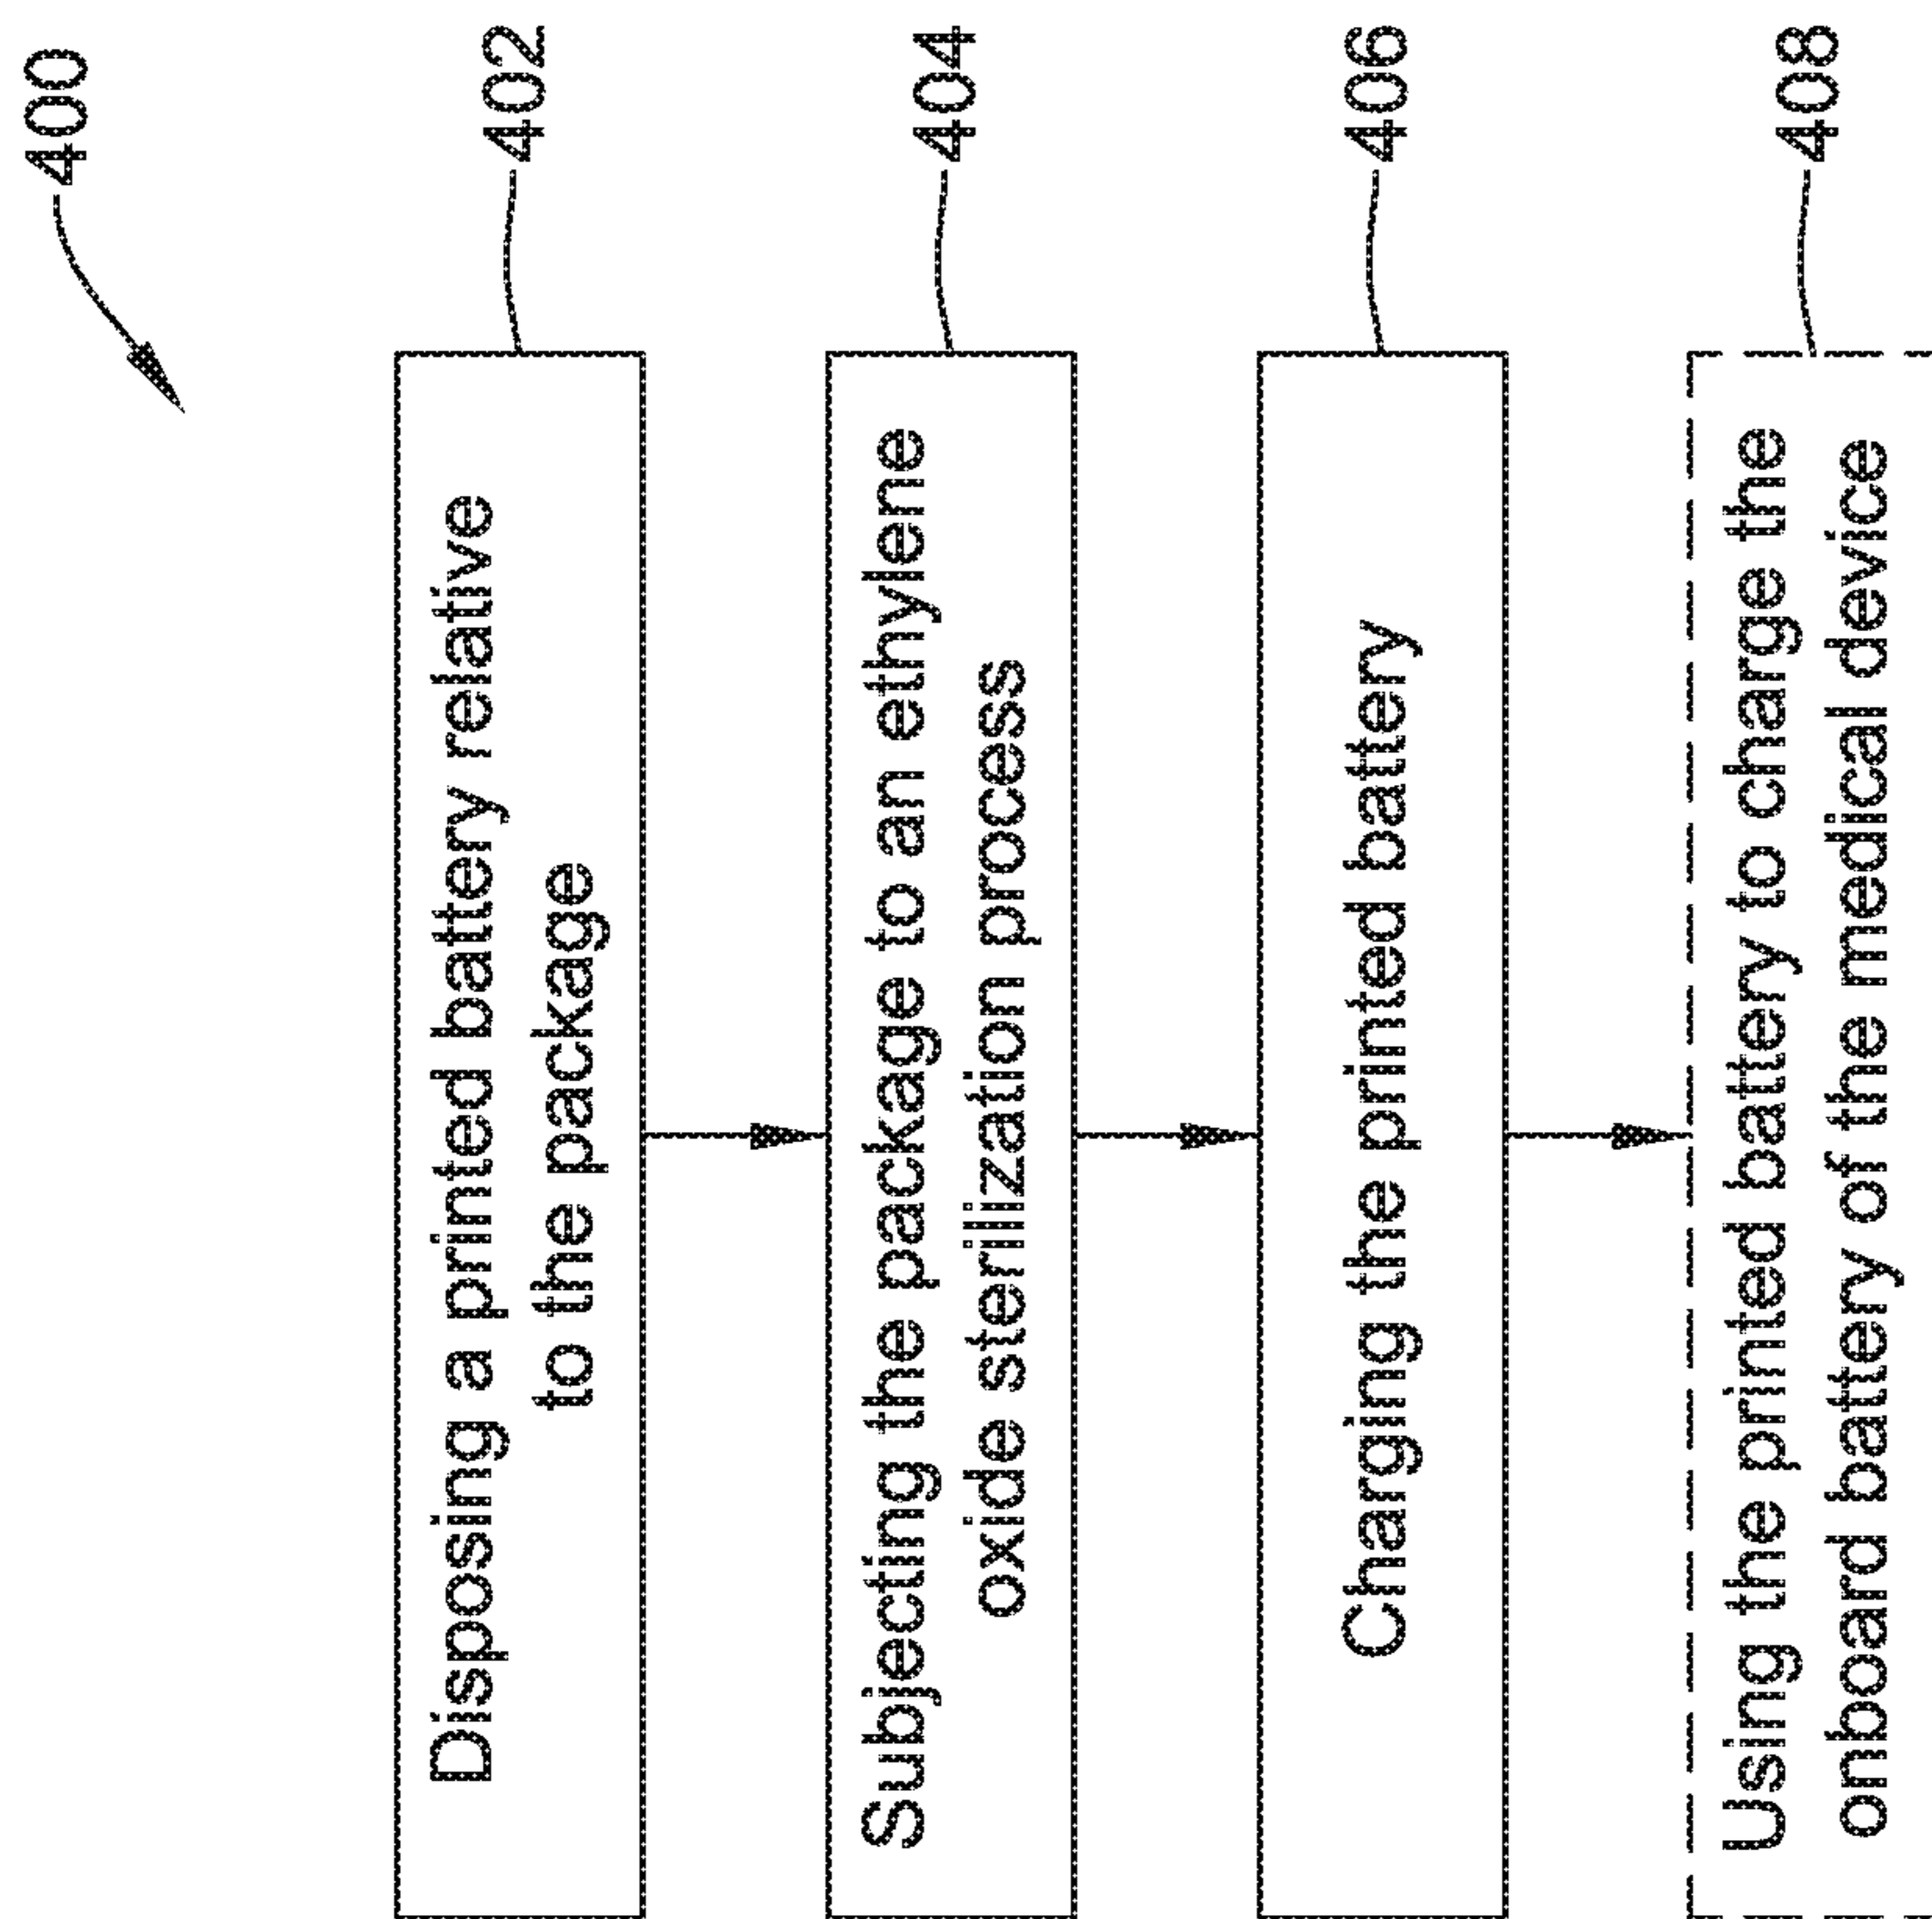 400
Disposing a printed battery relative
to the package
402
Subjecting the package to an ethylene
oxide sterilization process
404
Charging the printed battery
406
Using the printed battery to charge the
onboard battery of the medical device
408